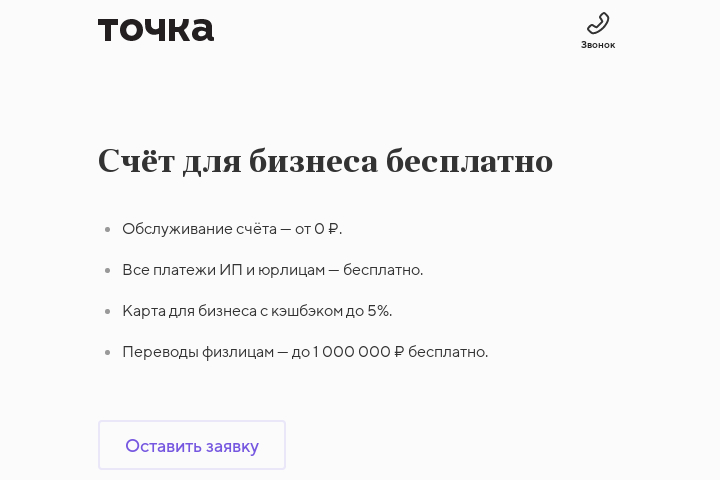 точка
Звонок
Счёт для бизнеса бесплатно
Обслуживание счёта — от 0 ₽.
Все платежи ИП и юрлицам — бесплатно.
Карта для бизнеса с кэшбэком до 5%.
Переводы физлицам — до 1 000 000 ₽ бесплатно.
Оставить заявку